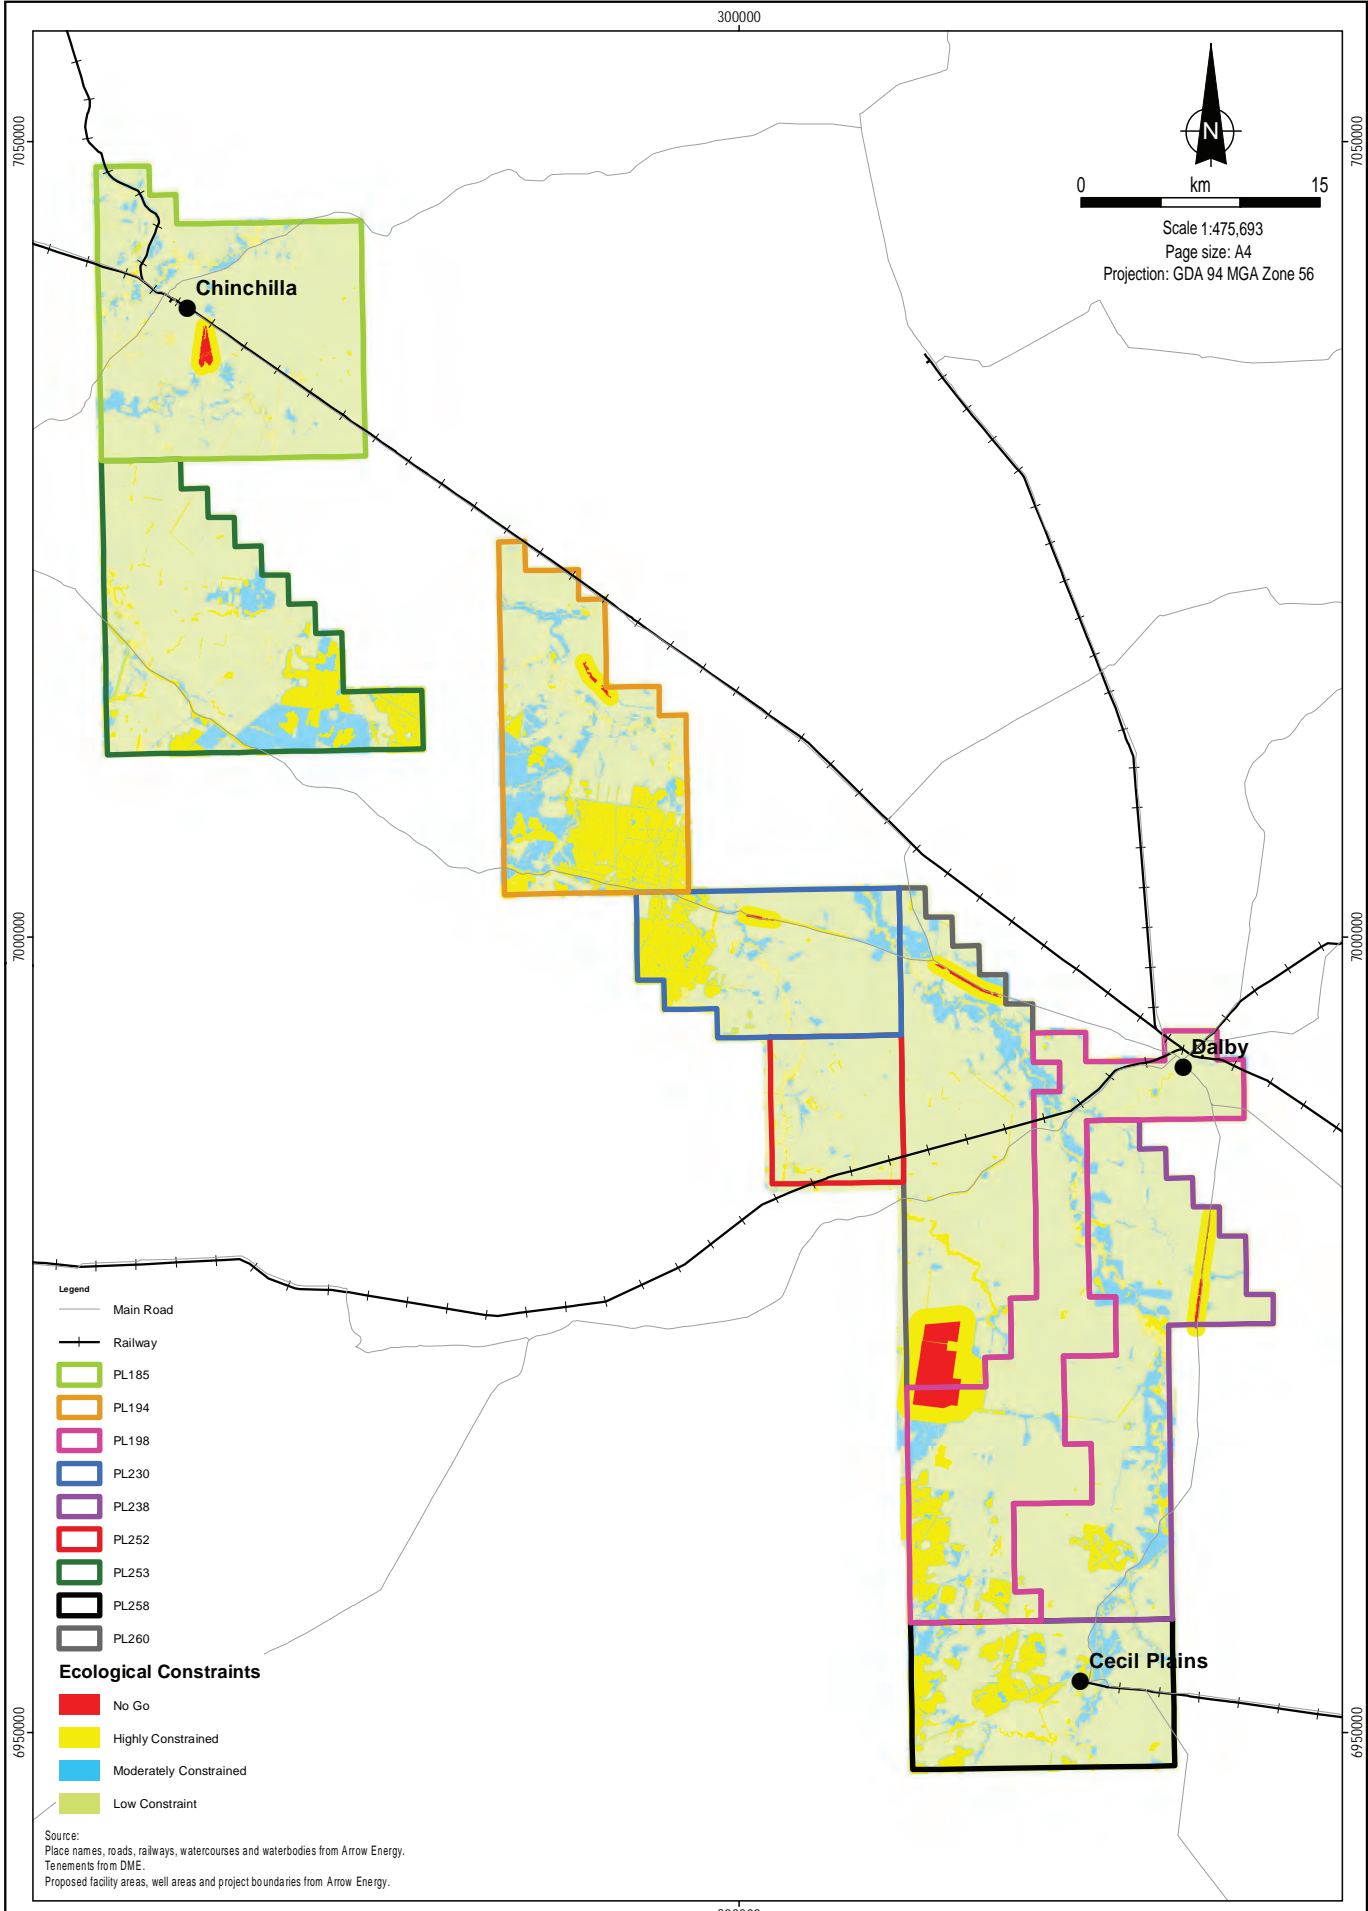 300000
7050000
7050000
N
0 km 15
Scale 1:475,693
Page size: A4
Projection: GDA 94 MGA Zone 56
Chinchilla
7000000
7000000
Dalby
Cecil Plains
6950000
6950000
Legend
Main Road
Railway
PL185
PL194
PL198
PL230
PL238
PL252
PL253
PL258
PL260
Ecological Constraints
No Go
Highly Constrained
Moderately Constrained
Low Constraint
Source:
Place names, roads, railways, watercourses and waterbodies from Arrow Energy.
Tenements from DME.
Proposed facility areas, well areas and project boundaries from Arrow Energy.